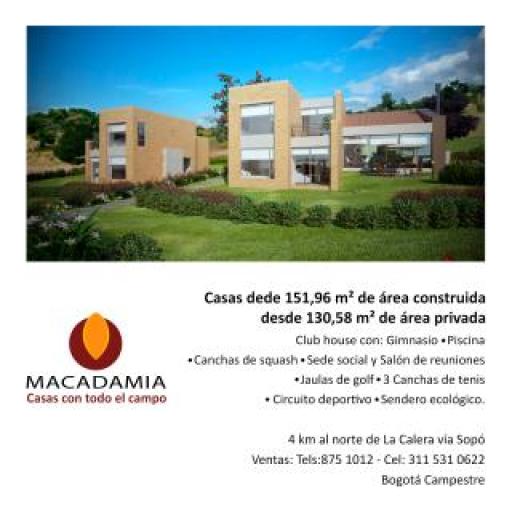 Casas dede 151,96 m² de área construida
desde 130,58 m² de área privada
Club house con: Gimnasio •Piscina
•Canchas de squash •Sede social y Salón de reuniones
•Jaulas de golf •3 Canchas de tenis
• Circuito deportivo •Sendero ecológico.
MACADAMIA
Casas con todo el campo
4 km al norte de La Calera vía Sopó
Ventas: Tels:875 1012 - Cel: 311 531 0622
Bogotá Campestre